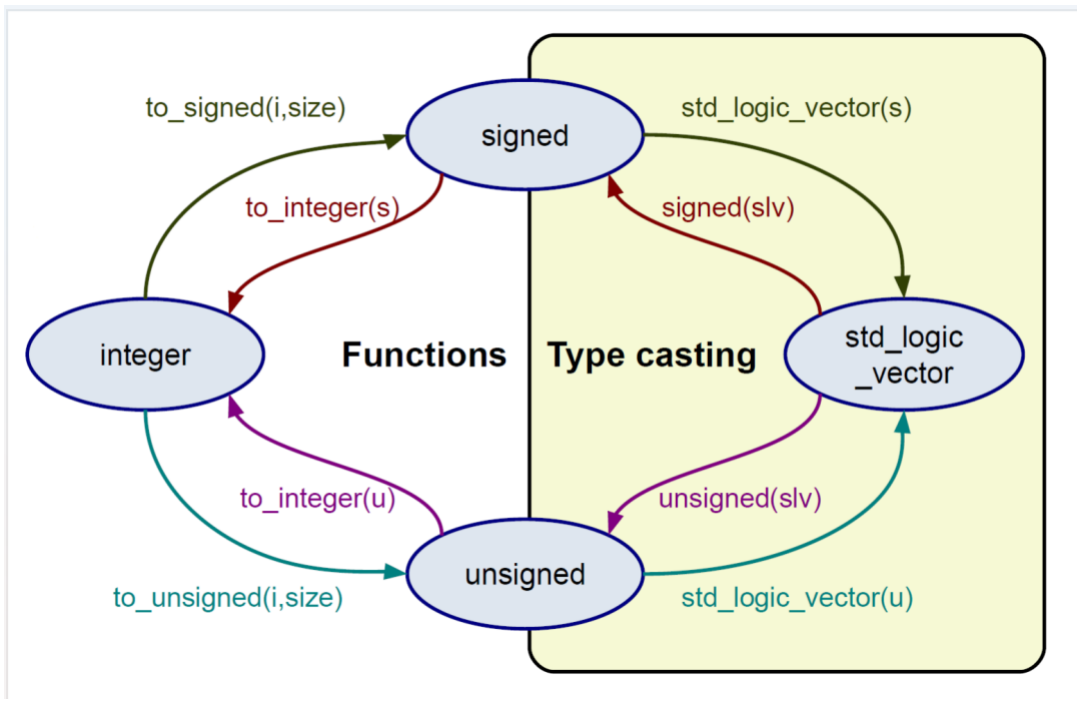 to_signed(i,size)
std_logic_vector(s)
signed
to_integer(s)
signed(slv)
integer
Functions
Type casting
std_logic
_vector
to_integer(u)
unsigned(slv)
unsigned
to_unsigned(i,size)
std_logic_vector(u)